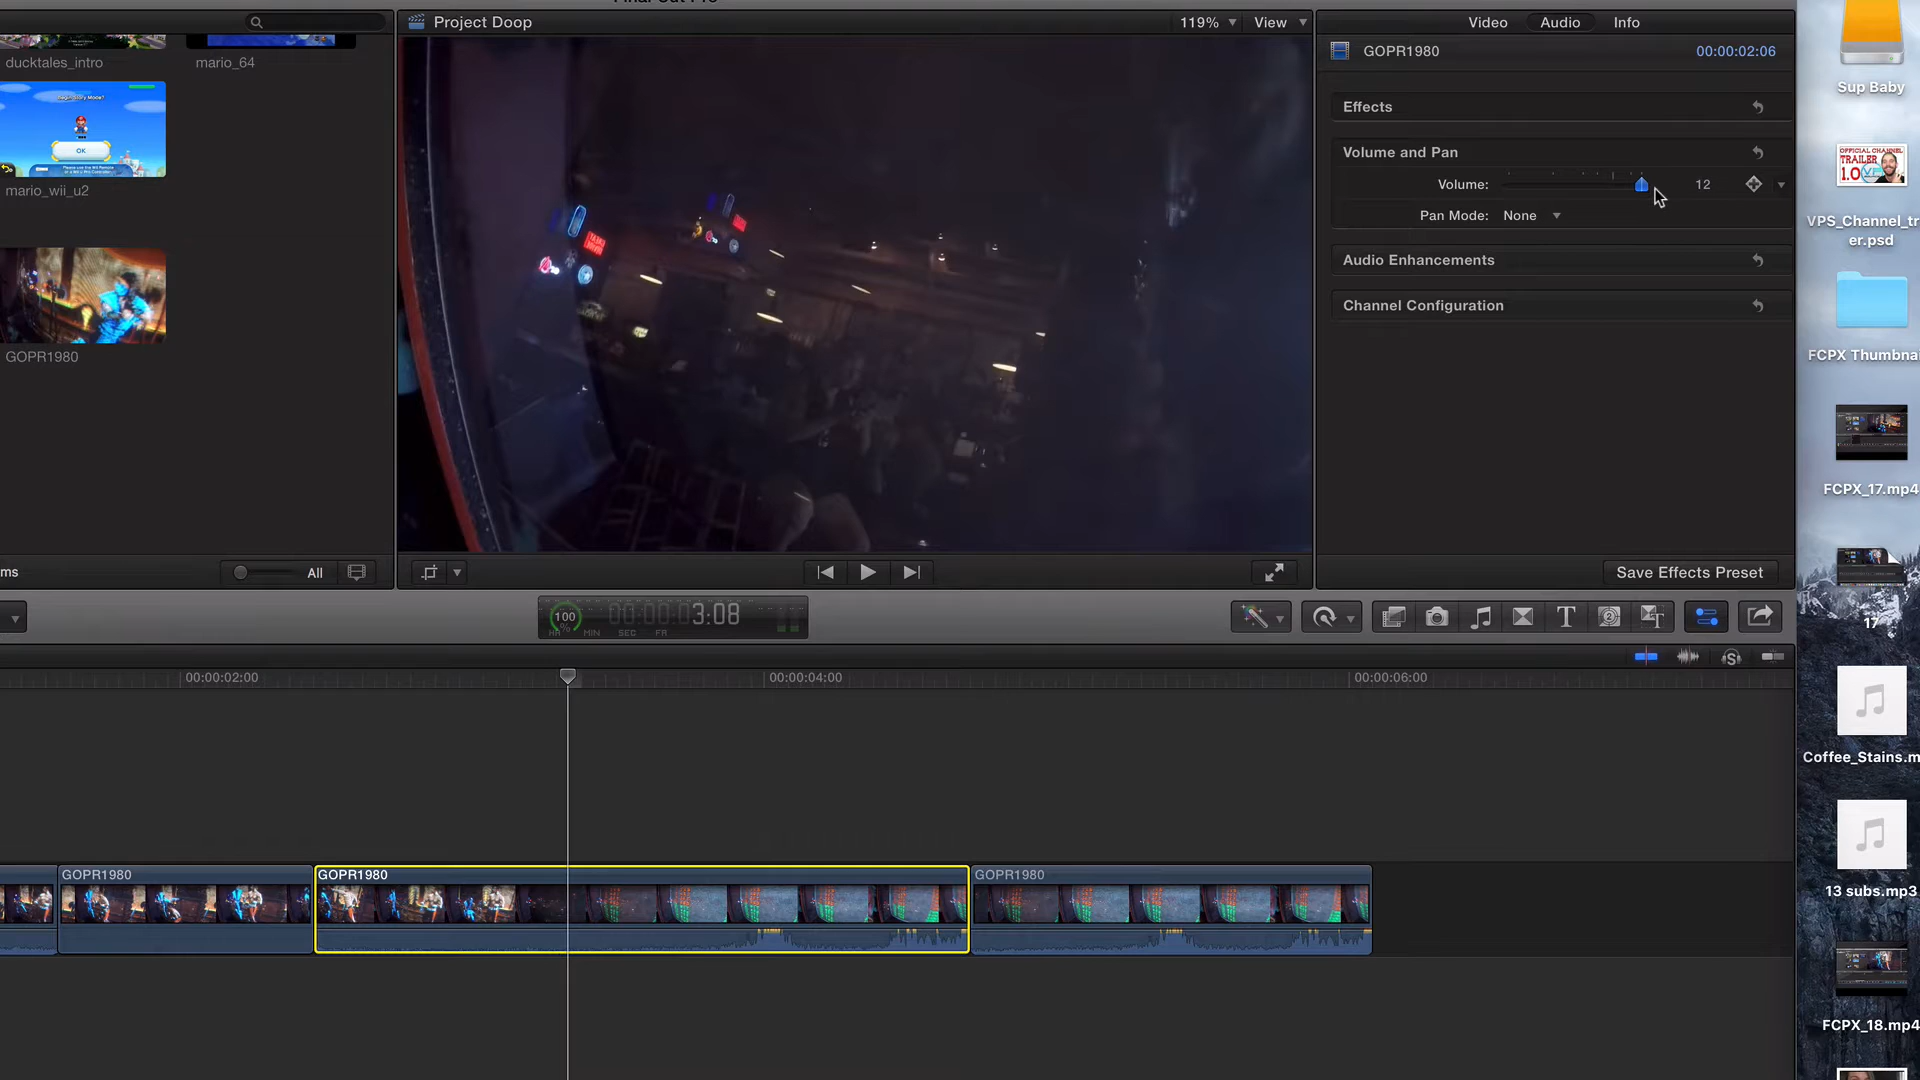 Project Doop
119%
View
Video
Audio
Info
ducktales_intro
mario_64
GOPR1980
00:00:02:06
Sup Baby
Effects
OK
Volume and Pan
Volume:
12
mario_wii_u2
Pan Mode:
None
OFFICIAL CHANNEL
TRAILER
1.0
VPS_Channel_tr
er.psd
Audio Enhancements
Channel Configuration
GOPR1980
FCPX Thumbna
FCPX_17.mp4
ms
All
Save Effects Preset
100
%
00:00:03:08
HR
MIN
SEC
FR
17
00:00:02:00
00:00:04:00
00:00:06:00
Coffee_Stains.m
GOPR1980
GOPR1980
GOPR1980
13 subs.mp3
FCPX_18.mp4